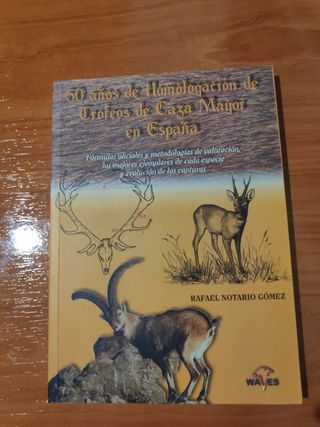 50 años de Homologación de
Trofeos de Caza Mayor
en España
Fórmulas oficiales y metodologías de valoración,
los mejores ejemplares de cada especie
y evolución de las capturas
RAFAEL NOTARIO GÓMEZ
WAVES